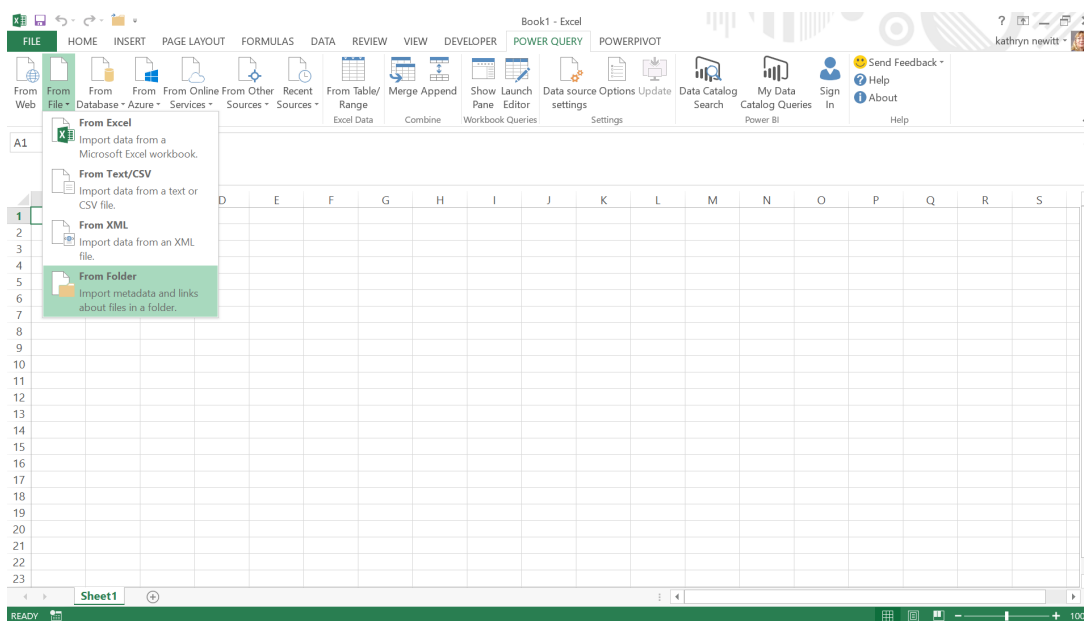 Book1 - Excel
FILE HOME INSERT PAGE LAYOUT FORMULAS DATA REVIEW VIEW DEVELOPER POWER QUERY POWERPIVOT kathryn newitt
From Web From File From Database From Azure From Online Services From Other Sources Recent Sources From Table/ Range Merge Append Show Pane Launch Editor Data source settings Options Update Data Catalog Search My Data Catalog Queries Sign In Send Feedback
Help
About
Excel Data Combine Workbook Queries Settings Power BI Help
A1
From Excel
Import data from a
Microsoft Excel workbook.
From Text/CSV
Import data from a text or
CSV file.
From XML
Import data from an XML
file.
From Folder
Import metadata and links
about files in a folder.
D E F G H I J K L M N O P Q R S
1
2
3
4
5
6
7
8
9
10
11
12
13
14
15
16
17
18
19
20
21
22
23
Sheet1
READY 100